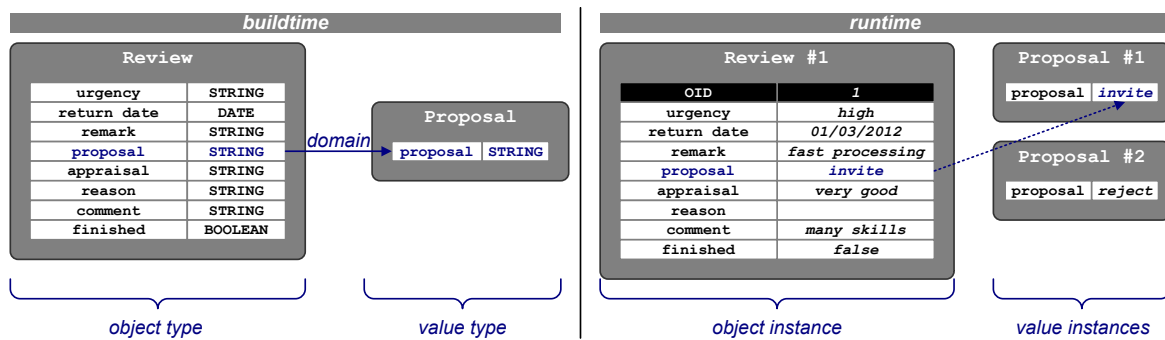 buildtime
runtime
Review
urgency STRING
return date DATE
remark STRING
proposal STRING
appraisal STRING
reason STRING
comment STRING
finished BOOLEAN
domain
Proposal
proposal STRING
object type
value type
Review #1
OID 1
urgency high
return date 01/03/2012
remark fast processing
proposal invite
appraisal very good
reason
comment many skills
finished false
Proposal #1
proposal invite
Proposal #2
proposal reject
object instance
value instances